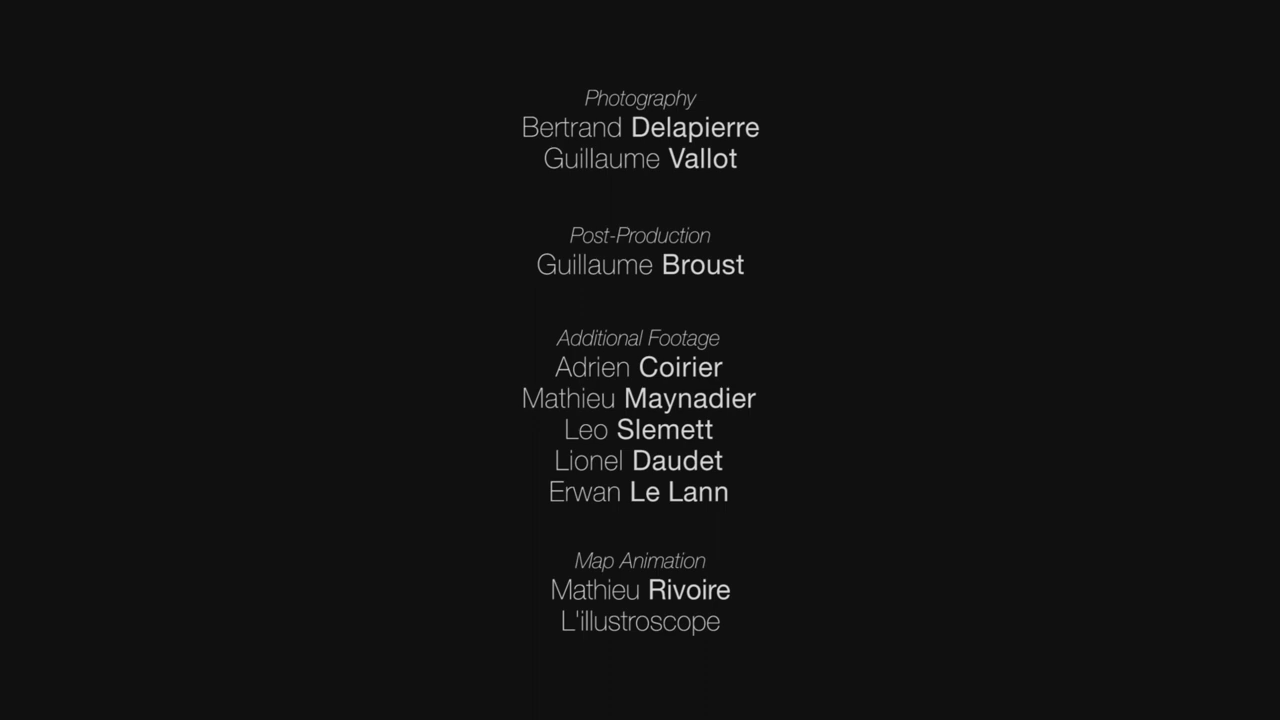 Photography
Bertrand Delapierre
Guillaume Vallot
Post-Production
Guillaume Broust
Additional Footage
Adrien Coirier
Mathieu Maynadier
Leo Slemett
Lionel Daudet
Erwan Le Lann
Map Animation
Mathieu Rivoire
L'illustroscope